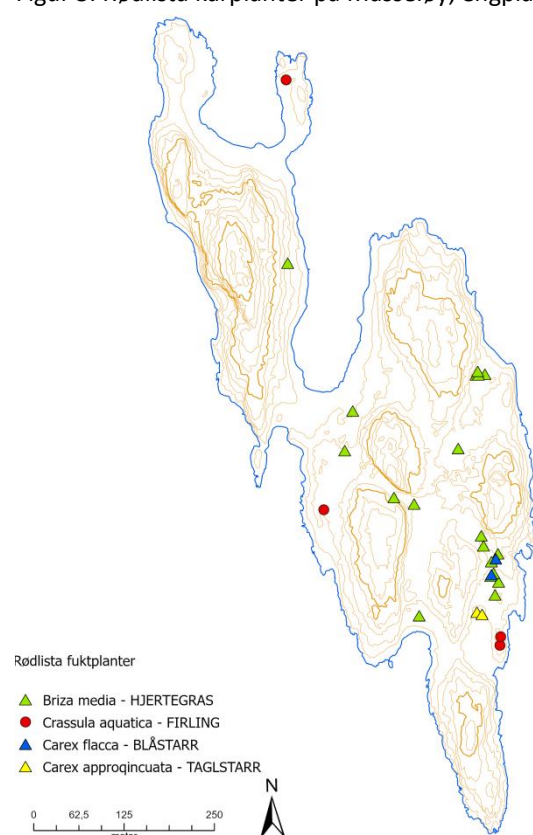 Rødlista fuktplanter
Briza media - HJERTEGRAS
Crassula aquatica - FIRLING
Carex flacca - BLÅSTARR
Carex approqincuata - TAGLSTARR
N
0 62,5 125 250